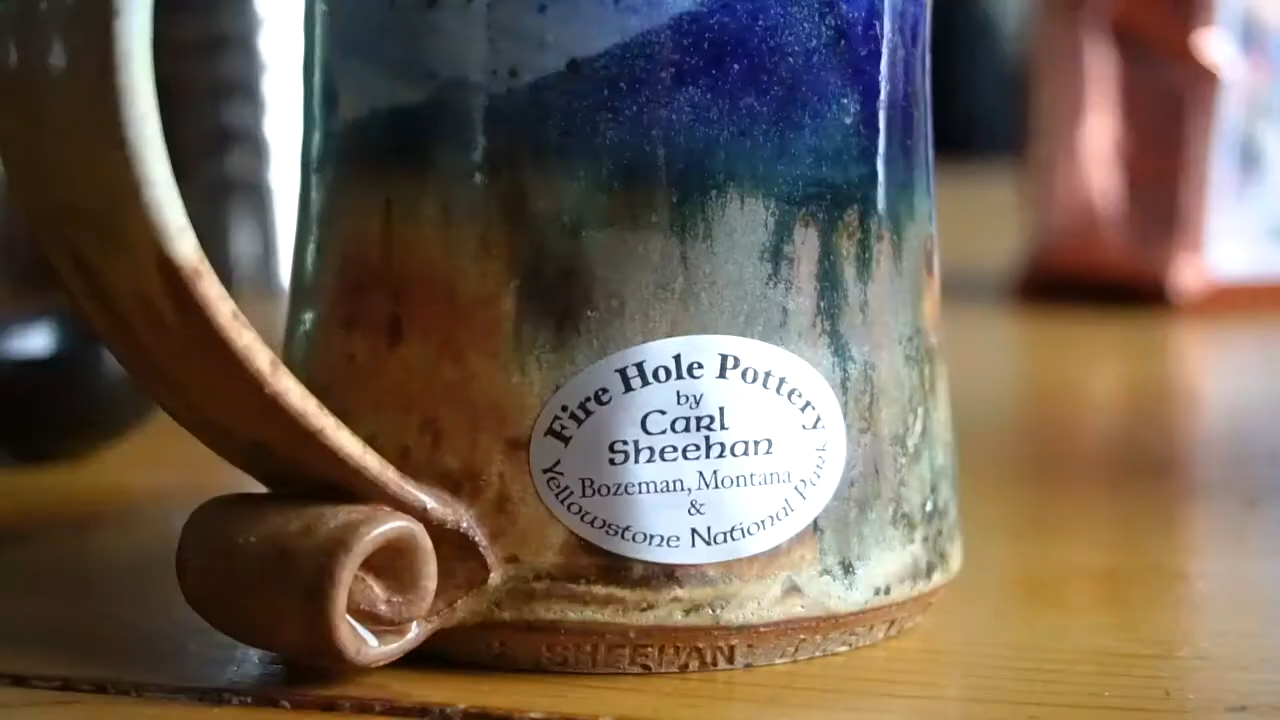 Fire Hole Pottery
by
Carl
Sheehan
Bozeman, Montana
&
Yellowstone National Park
SHEEHAN